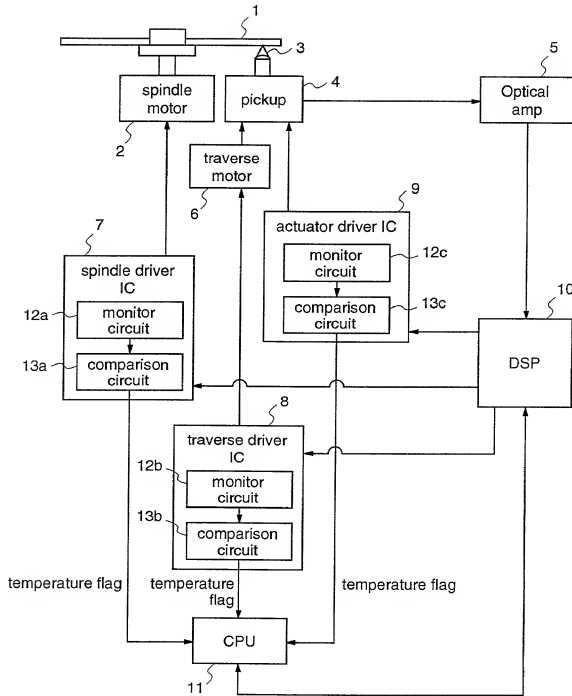 1
3
5
4
spindle
motor
pickup
Optical
amp
2
traverse
motor
6
9
7
actuator driver IC
spindle driver
IC
monitor
circuit
12c
10
12a
monitor
circuit
comparison
circuit
13c
DSP
13a
comparison
circuit
8
traverse driver
IC
12b
monitor
circuit
13b
comparison
circuit
temperature flag
temperature
flag
temperature flag
CPU
11